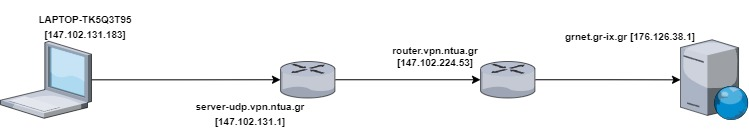 LAPTOP-TK5Q3T95
[147.102.131.183]
server-udp.vpn.ntua.gr
[147.102.131.1]
router.vpn.ntua.gr
[147.102.224.53]
grnet.gr-ix.gr [176.126.38.1]